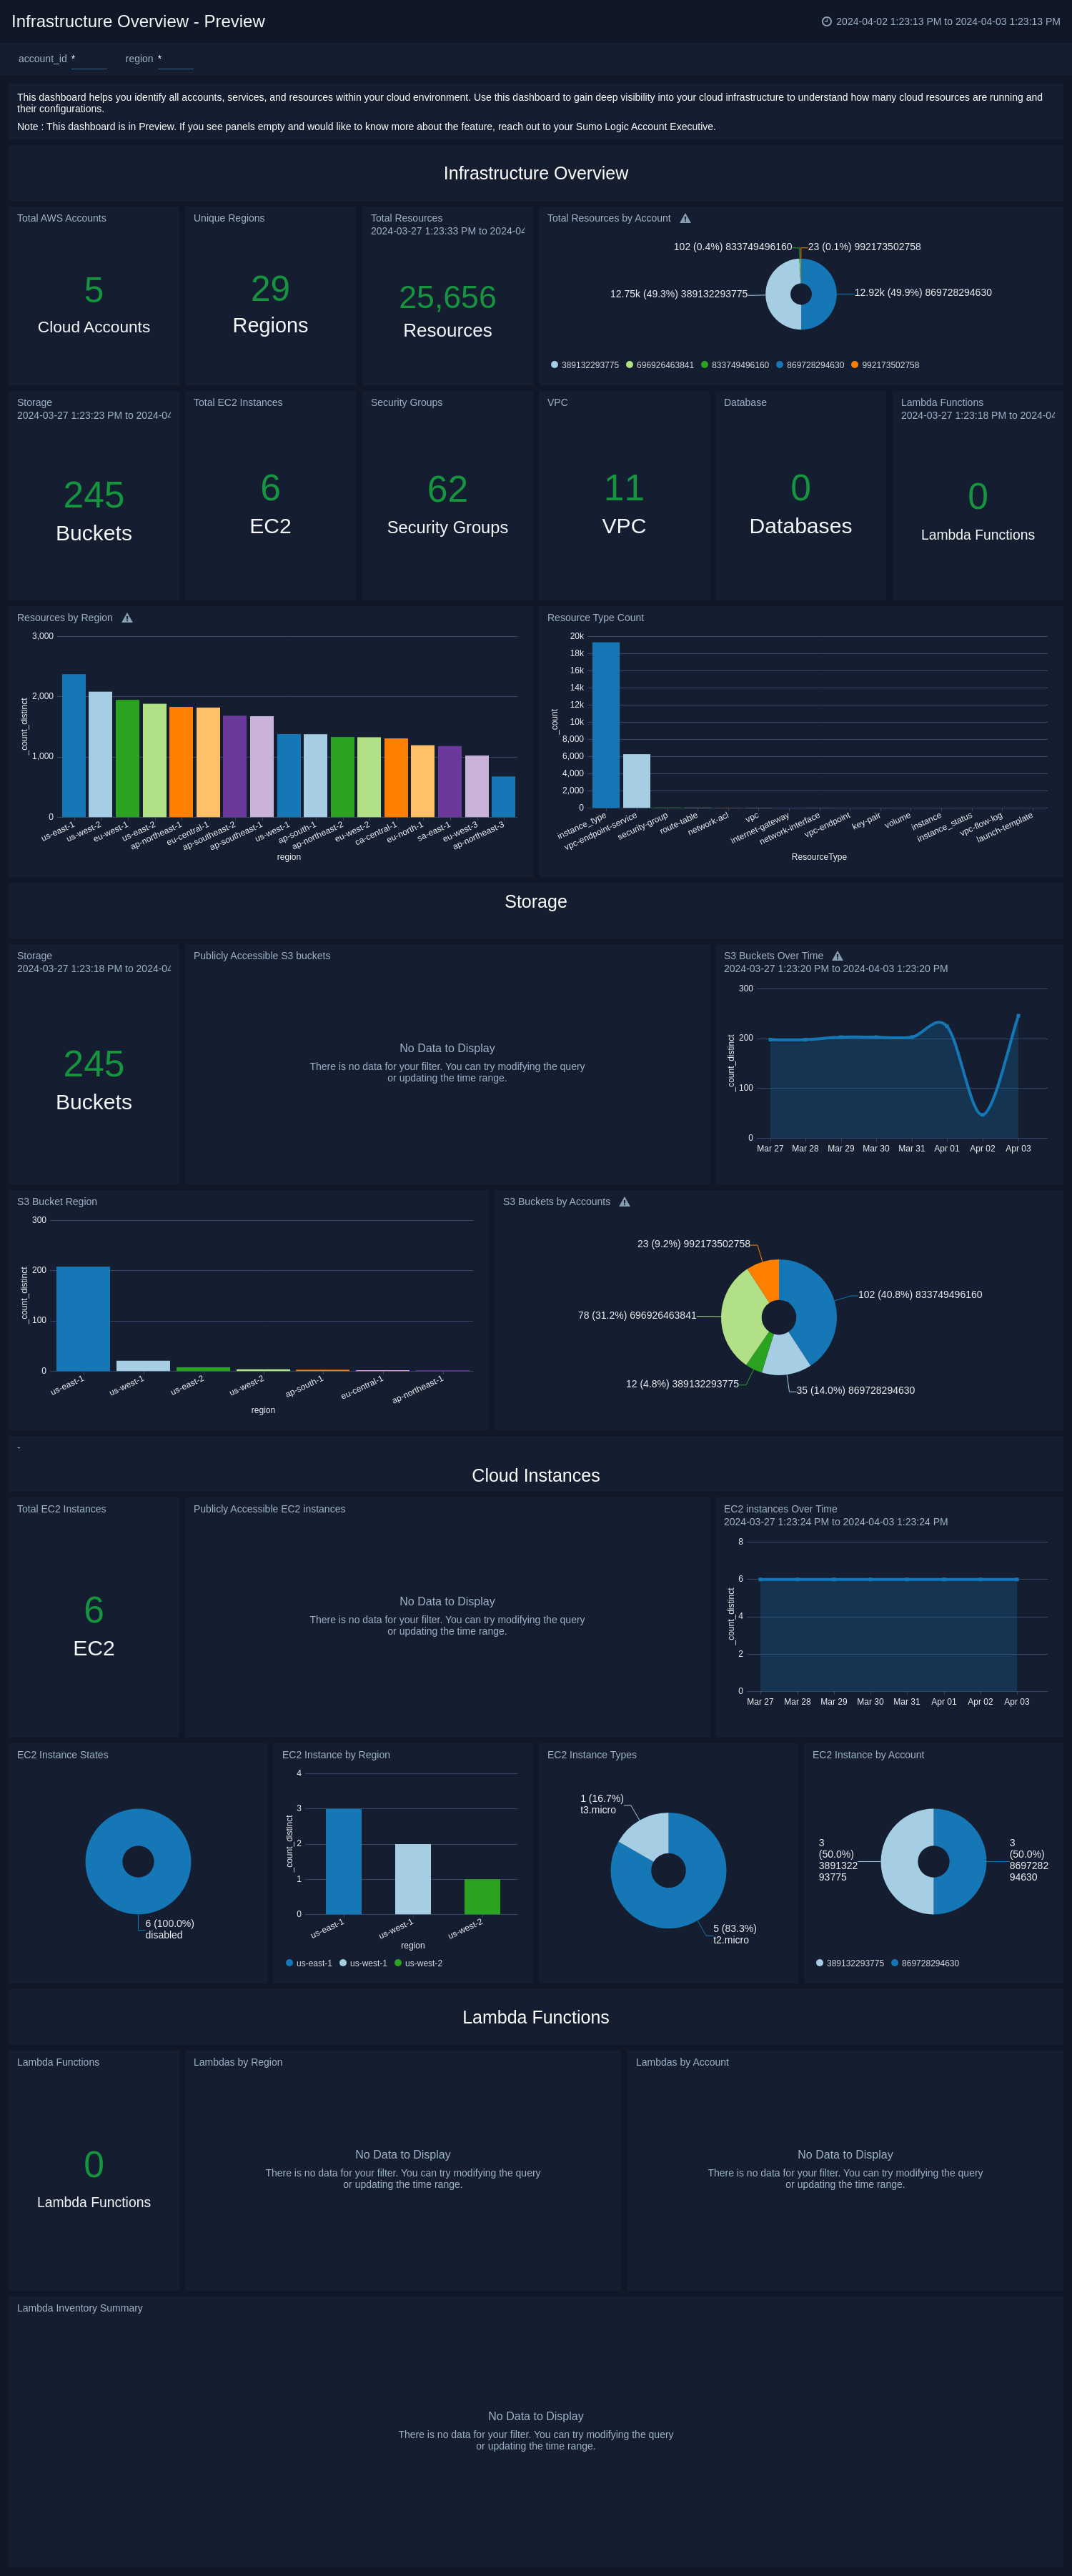 Infrastructure Overview - Preview
2024-04-02 1:23:13 PM to 2024-04-03 1:23:13 PM
account_id *
region *
This dashboard helps you identify all accounts, services, and resources within your cloud environment. Use this dashboard to gain deep visibility into your cloud infrastructure to understand how many cloud resources are running and
their configurations.
Note : This dashboard is in Preview. If you see panels empty and would like to know more about the feature, reach out to your Sumo Logic Account Executive.
Infrastructure Overview
Total AWS Accounts
5
Cloud Accounts
Unique Regions
29
Regions
Total Resources
2024-03-27 1:23:33 PM to 2024-04
25,656
Resources
Total Resources by Account
102 (0.4%) 833749496160
23 (0.1%) 992173502758
12.75k (49.3%) 389132293775
12.92k (49.9%) 869728294630
389132293775
696926463841
833749496160
869728294630
992173502758
Storage
2024-03-27 1:23:23 PM to 2024-04
245
Buckets
Total EC2 Instances
6
EC2
Security Groups
62
Security Groups
VPC
11
VPC
Database
0
Databases
Lambda Functions
2024-03-27 1:23:18 PM to 2024-04
0
Lambda Functions
Resources by Region
3,000
2,000
1,000
0
_count_distinct
us-east-1
us-west-2
eu-west-1
us-east-2
ap-northeast-1
eu-central-1
ap-southeast-2
ap-southeast-1
us-west-1
ap-south-1
ap-northeast-2
eu-west-2
ca-central-1
eu-north-1
sa-east-1
eu-west-3
ap-northeast-3
region
Resource Type Count
20k
18k
16k
14k
12k
10k
8,000
6,000
4,000
2,000
0
_count
instance_type
vpc-endpoint-service
security-group
route-table
network-acl
vpc
internet-gateway
network-interface
vpc-endpoint
key-pair
volume
instance
instance_status
vpc-flow-log
launch-template
ResourceType
Storage
Storage
2024-03-27 1:23:18 PM to 2024-04
245
Buckets
Publicly Accessible S3 buckets
No Data to Display
There is no data for your filter. You can try modifying the query
or updating the time range.
S3 Buckets Over Time
2024-03-27 1:23:20 PM to 2024-04-03 1:23:20 PM
300
200
100
0
_count_distinct
Mar 27
Mar 28
Mar 29
Mar 30
Mar 31
Apr 01
Apr 02
Apr 03
S3 Bucket Region
300
200
100
0
_count_distinct
us-east-1
us-west-1
us-east-2
us-west-2
ap-south-1
eu-central-1
ap-northeast-1
region
S3 Buckets by Accounts
23 (9.2%) 992173502758
102 (40.8%) 833749496160
78 (31.2%) 696926463841
12 (4.8%) 389132293775
35 (14.0%) 869728294630
-
Cloud Instances
Total EC2 Instances
6
EC2
Publicly Accessible EC2 instances
No Data to Display
There is no data for your filter. You can try modifying the query
or updating the time range.
EC2 instances Over Time
2024-03-27 1:23:24 PM to 2024-04-03 1:23:24 PM
8
6
4
2
0
_count_distinct
Mar 27
Mar 28
Mar 29
Mar 30
Mar 31
Apr 01
Apr 02
Apr 03
EC2 Instance States
6 (100.0%)
disabled
EC2 Instance by Region
4
3
2
1
0
_count_distinct
us-east-1
us-west-1
us-west-2
region
us-east-1
us-west-1
us-west-2
EC2 Instance Types
1 (16.7%)
t3.micro
5 (83.3%)
t2.micro
EC2 Instance by Account
3
(50.0%)
3891322
93775
3
(50.0%)
8697282
94630
389132293775
869728294630
Lambda Functions
Lambda Functions
0
Lambda Functions
Lambdas by Region
No Data to Display
There is no data for your filter. You can try modifying the query
or updating the time range.
Lambdas by Account
No Data to Display
There is no data for your filter. You can try modifying the query
or updating the time range.
Lambda Inventory Summary
No Data to Display
There is no data for your filter. You can try modifying the query
or updating the time range.